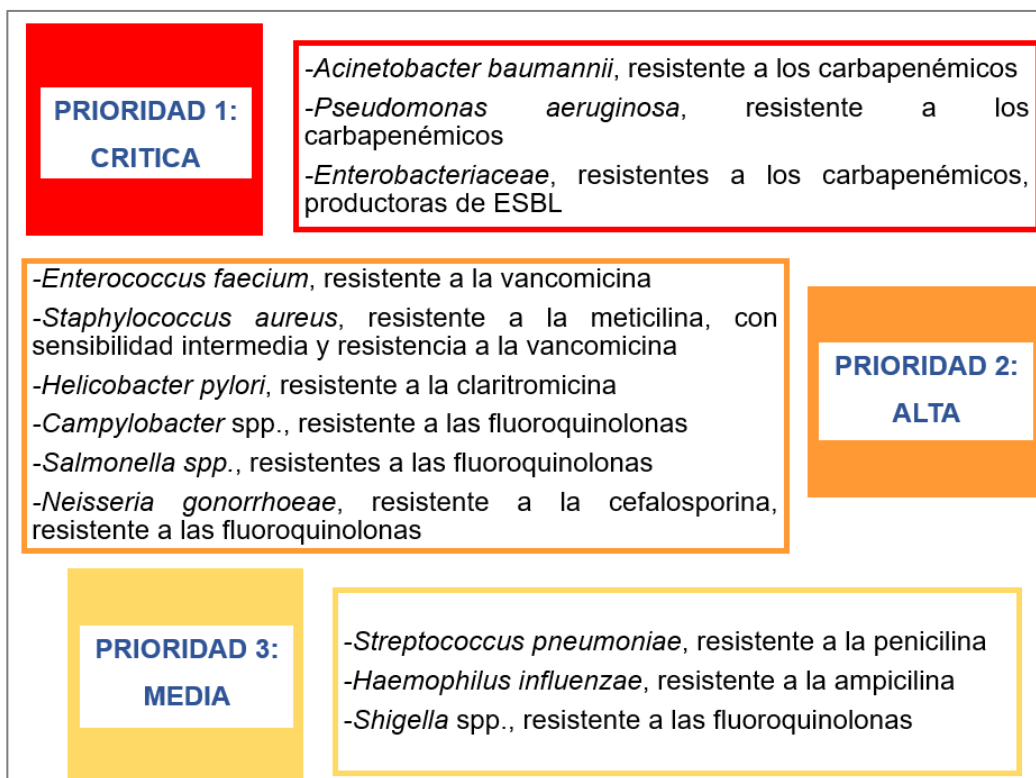 PRIORIDAD 1:
CRITICA
-Acinetobacter baumannii, resistente a los carbapenémicos
-Pseudomonas aeruginosa, resistente a los
carbapenémicos
-Enterobacteriaceae, resistentes a los carbapenémicos,
productoras de ESBL
-Enterococcus faecium, resistente a la vancomicina
-Staphylococcus aureus, resistente a la meticilina, con
sensibilidad intermedia y resistencia a la vancomicina
-Helicobacter pylori, resistente a la claritromicina
-Campylobacter spp., resistente a las fluoroquinolonas
-Salmonella spp., resistentes a las fluoroquinolonas
-Neisseria gonorrhoeae, resistente a la cefalosporina,
resistente a las fluoroquinolonas
PRIORIDAD 2:
ALTA
PRIORIDAD 3:
MEDIA
-Streptococcus pneumoniae, resistente a la penicilina
-Haemophilus influenzae, resistente a la ampicilina
-Shigella spp., resistente a las fluoroquinolonas